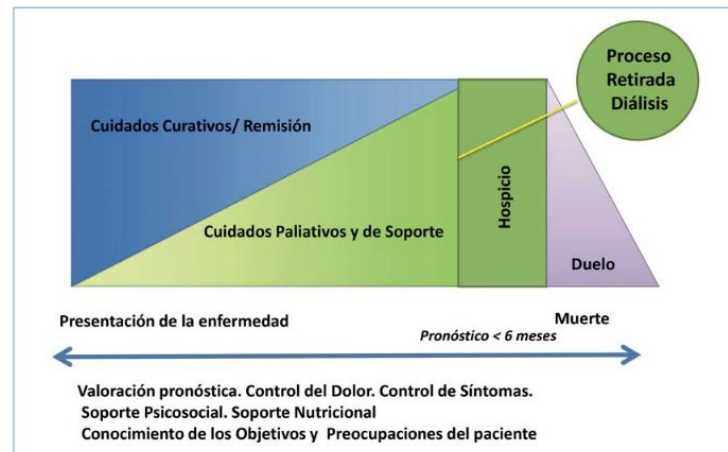 Proceso
Retirada
Diálisis
Cuidados Curativos/ Remisión
Cuidados Paliativos y de Soporte
Hospicio
Duelo
Presentación de la enfermedad
Pronóstico < 6 meses
Muerte
Valoración pronóstica. Control del Dolor. Control de Síntomas.
Soporte Psicosocial. Soporte Nutricional
Conocimiento de los Objetivos y Preocupaciones del paciente